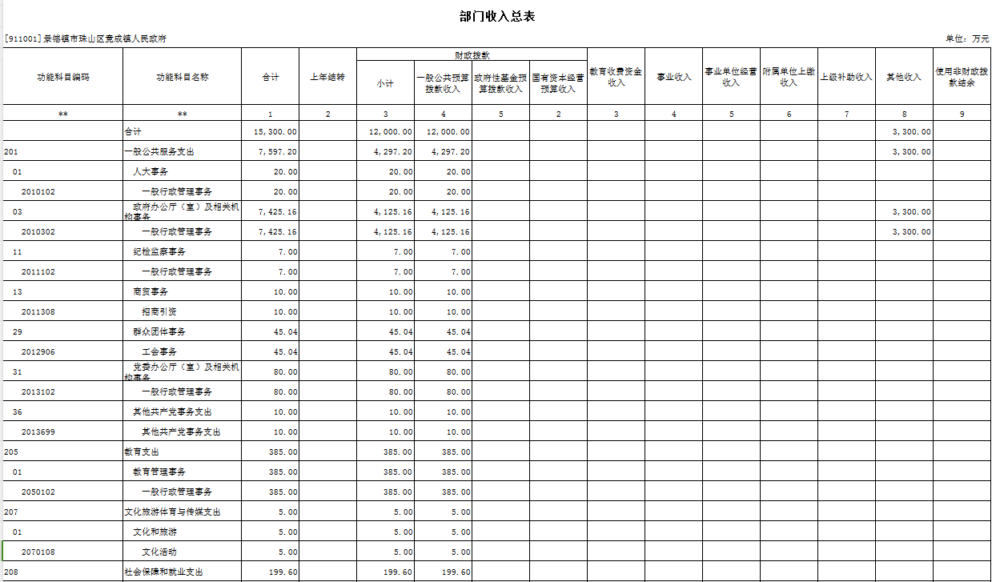 部门收入总表
[911001]景德镇市珠山区竟成镇人民政府 单位：万元
功能科目编码 功能科目名称 合计 上年结转 财政拨款 教育收费资金收入 事业收入 事业单位经营收入 附属单位上缴收入 上级补助收入 其他收入 使用非财政拨款结余
小计 一般公共预算拨款收入 政府性基金预算拨款收入 国有资本经营预算收入
** ** 1 2 3 4 5 2 3 4 5 6 7 8 9
合计 15,300.00 12,000.00 12,000.00 3,300.00
201 一般公共服务支出 7,597.20 4,297.20 4,297.20 3,300.00
01 人大事务 20.00 20.00 20.00
2010102 一般行政管理事务 20.00 20.00 20.00
03 政府办公厅（室）及相关机构事务 7,425.16 4,125.16 4,125.16 3,300.00
2010302 一般行政管理事务 7,425.16 4,125.16 4,125.16 3,300.00
11 纪检监察事务 7.00 7.00 7.00
2011102 一般行政管理事务 7.00 7.00 7.00
13 商贸事务 10.00 10.00 10.00
2011308 招商引资 10.00 10.00 10.00
29 群众团体事务 45.04 45.04 45.04
2012906 工会事务 45.04 45.04 45.04
31 党委办公厅（室）及相关机构事务 80.00 80.00 80.00
2013102 一般行政管理事务 80.00 80.00 80.00
36 其他共产党事务支出 10.00 10.00 10.00
2013699 其他共产党事务支出 10.00 10.00 10.00
205 教育支出 385.00 385.00 385.00
01 教育管理事务 385.00 385.00 385.00
2050102 一般行政管理事务 385.00 385.00 385.00
207 文化旅游体育与传媒支出 5.00 5.00 5.00
01 文化和旅游 5.00 5.00 5.00
2070108 文化活动 5.00 5.00 5.00
208 社会保障和就业支出 199.60 199.60 199.60